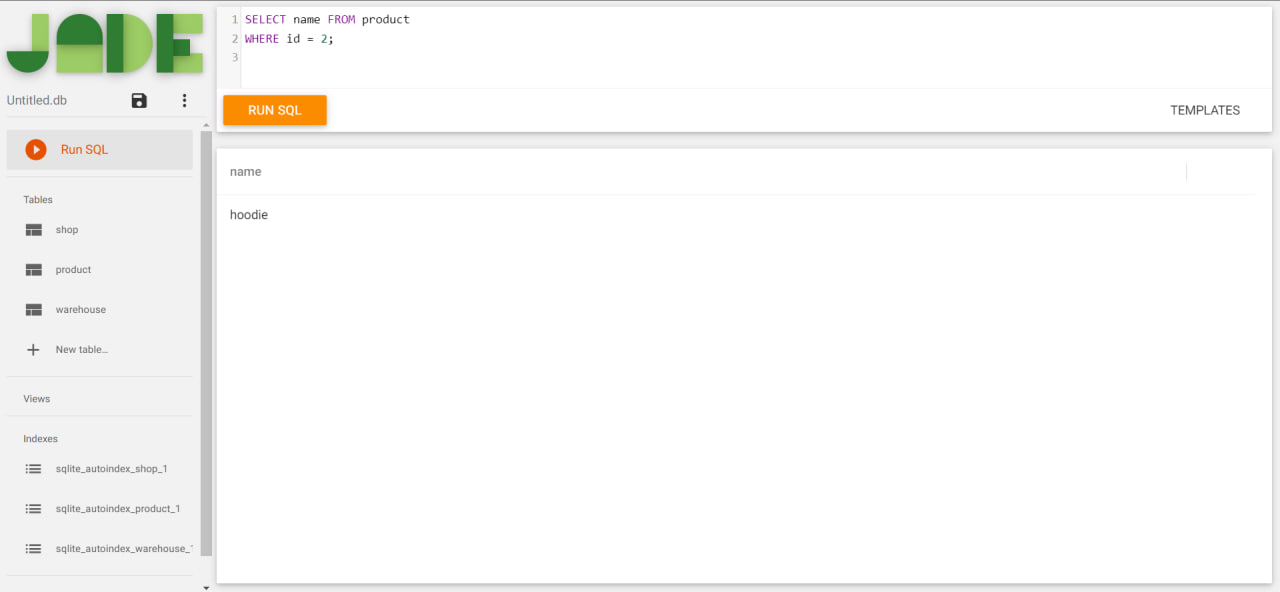 JADE
Untitled.db
Run SQL
Tables
shop
product
warehouse
New table...
Views
Indexes
sqlite_autoindex_shop_1
sqlite_autoindex_product_1
sqlite_autoindex_warehouse_1
1 SELECT name FROM product
2 WHERE id = 2;
3
RUN SQL
TEMPLATES
name
hoodie